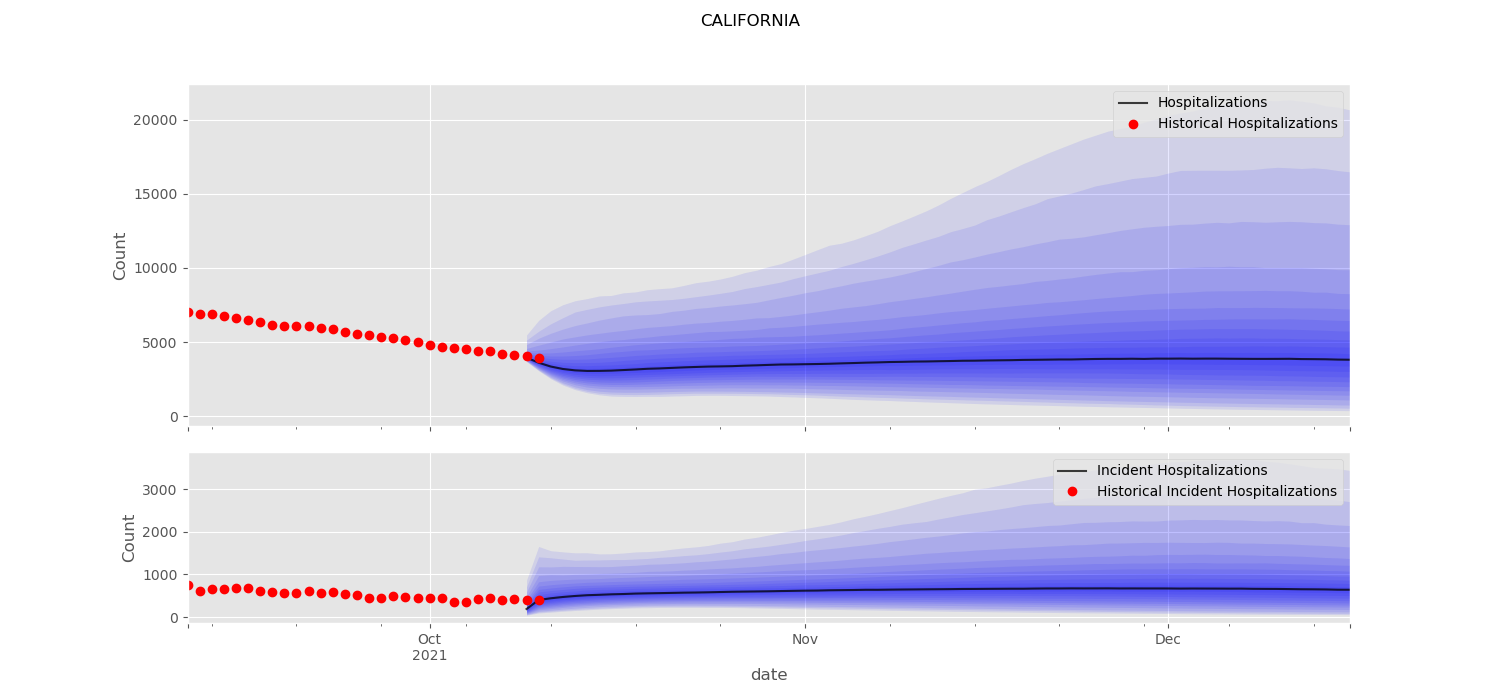 CALIFORNIA
Hospitalizations
Historical Hospitalizations
20000
15000
10000
5000
0
Count
Incident Hospitalizations
Historical Incident Hospitalizations
3000
2000
1000
0
Count
Oct
2021
Nov
Dec
date